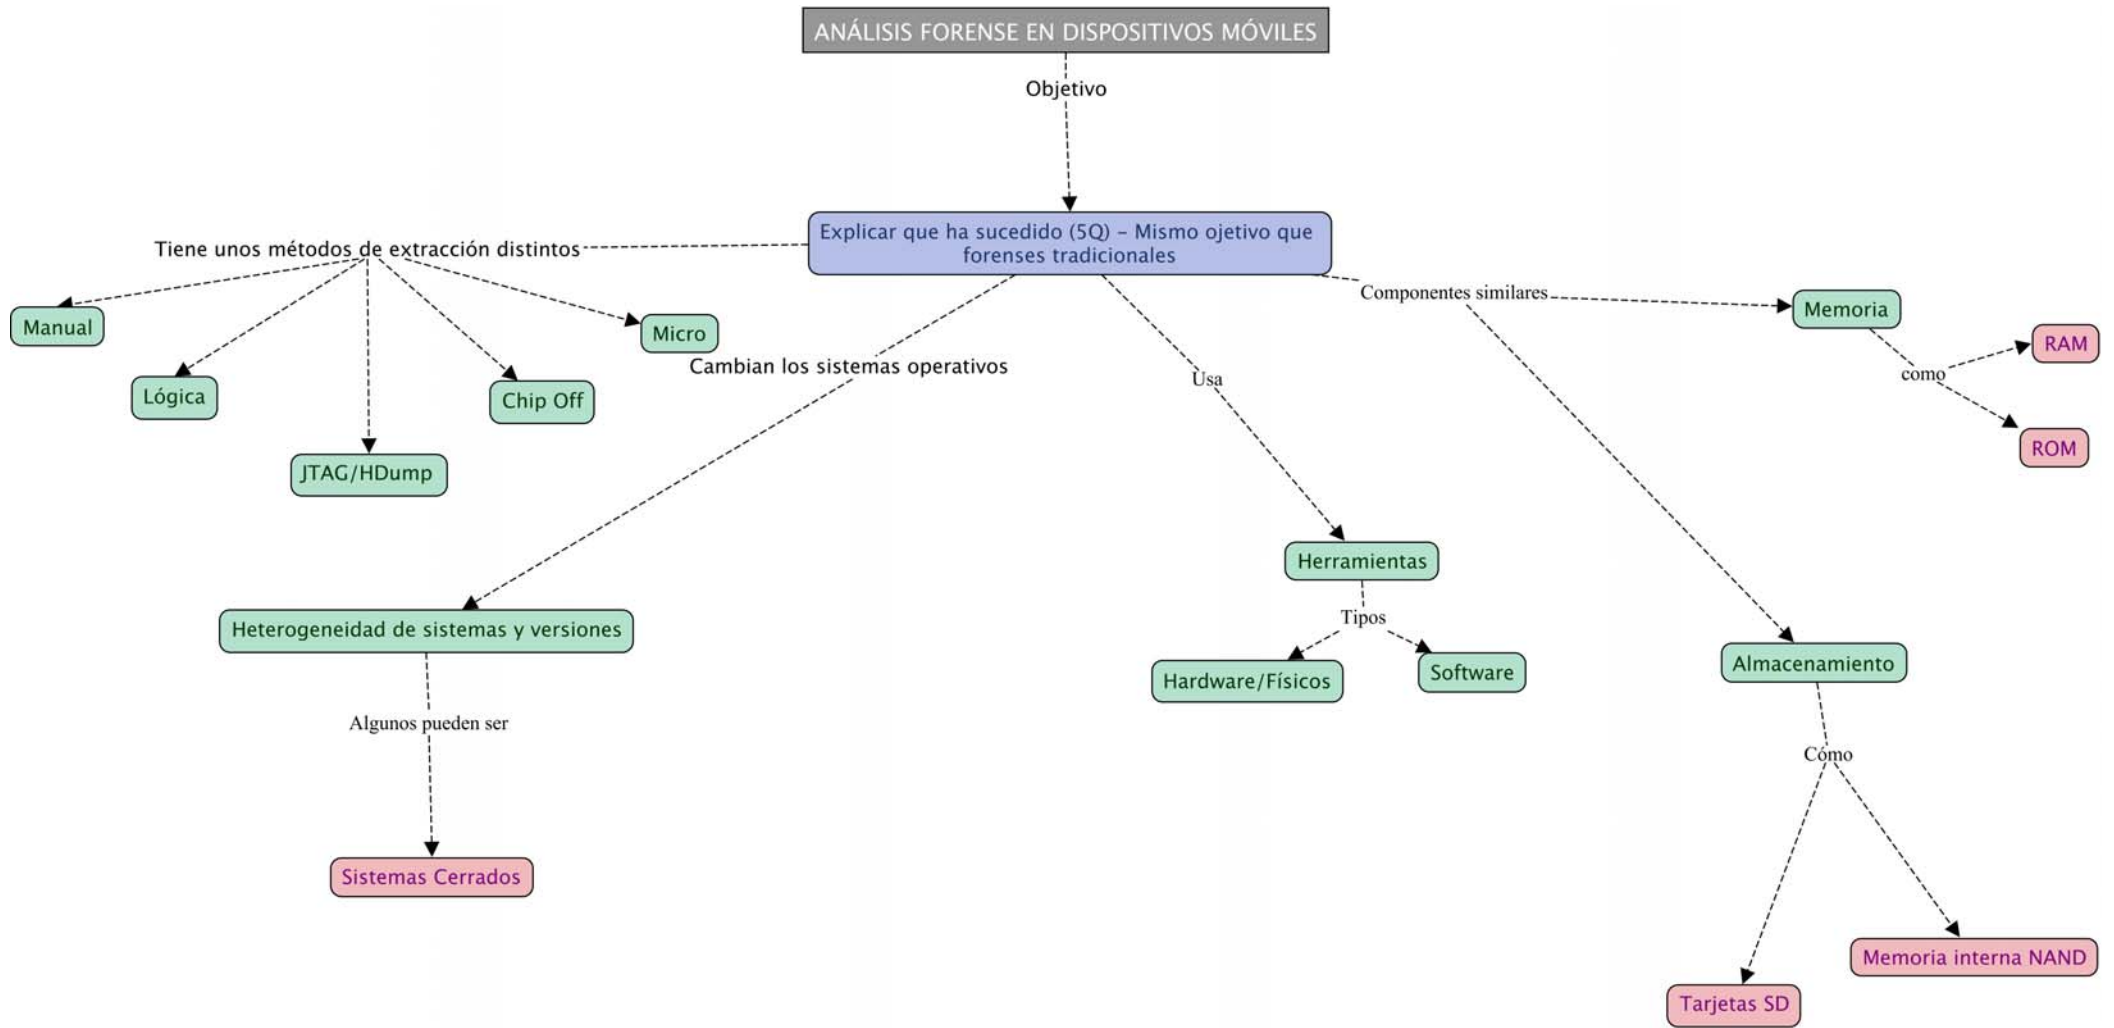 ANÁLISIS FORENSE EN DISPOSITIVOS MÓVILES
Objetivo
Explicar que ha sucedido (5Q) – Mismo ojetivo que
forenses tradicionales
Tiene unos métodos de extracción distintos
Manual
Lógica
JTAG/HDump
Chip Off
Micro
Cambian los sistemas operativos
Heterogeneidad de sistemas y versiones
Algunos pueden ser
Sistemas Cerrados
Usa
Herramientas
Tipos
Hardware/Físicos
Software
Componentes similares
Memoria
como
RAM
ROM
Almacenamiento
Cómo
Tarjetas SD
Memoria interna NAND